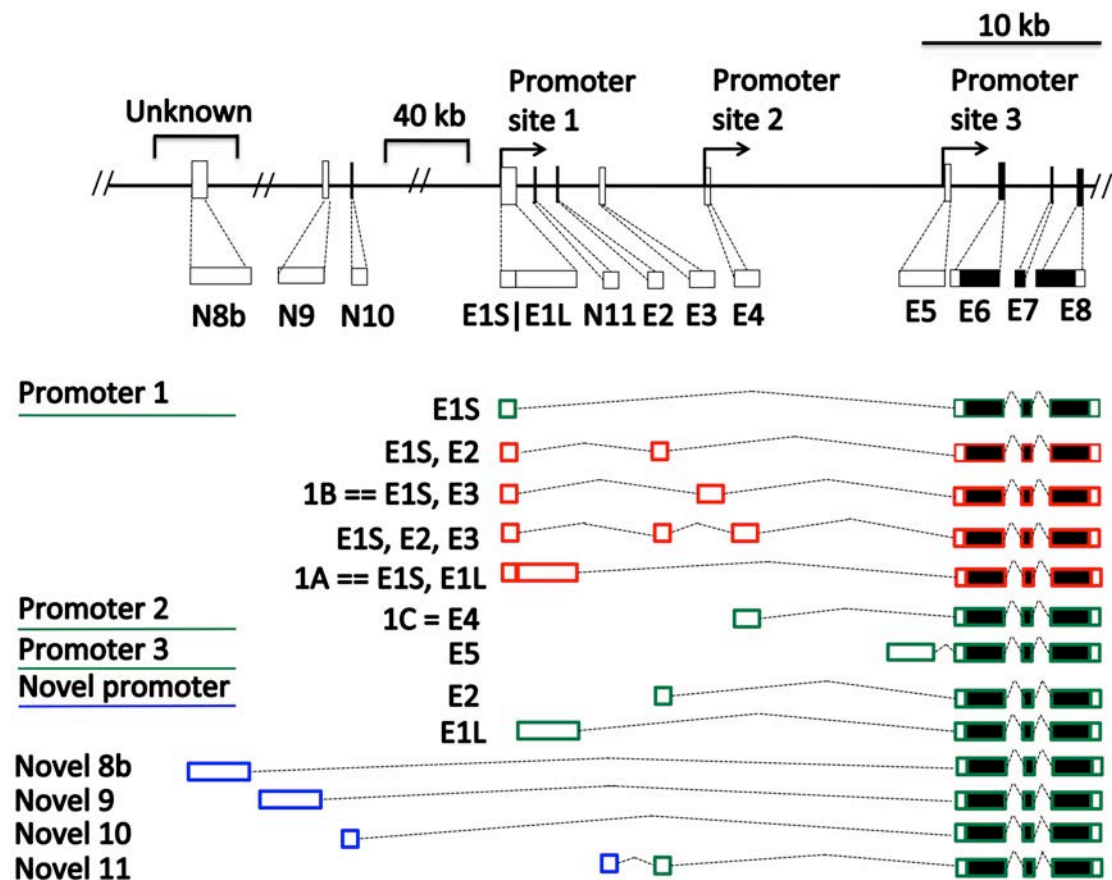 10 kb
Unknown
40 kb
Promoter site 1
Promoter site 2
Promoter site 3
N8b N9 N10 E1S|E1L N11 E2 E3 E4 E5 E6 E7 E8
Promoter 1
E1S
E1S, E2
1B == E1S, E3
E1S, E2, E3
1A == E1S, E1L
Promoter 2
1C = E4
Promoter 3
E5
Novel promoter
E2
E1L
Novel 8b
Novel 9
Novel 10
Novel 11